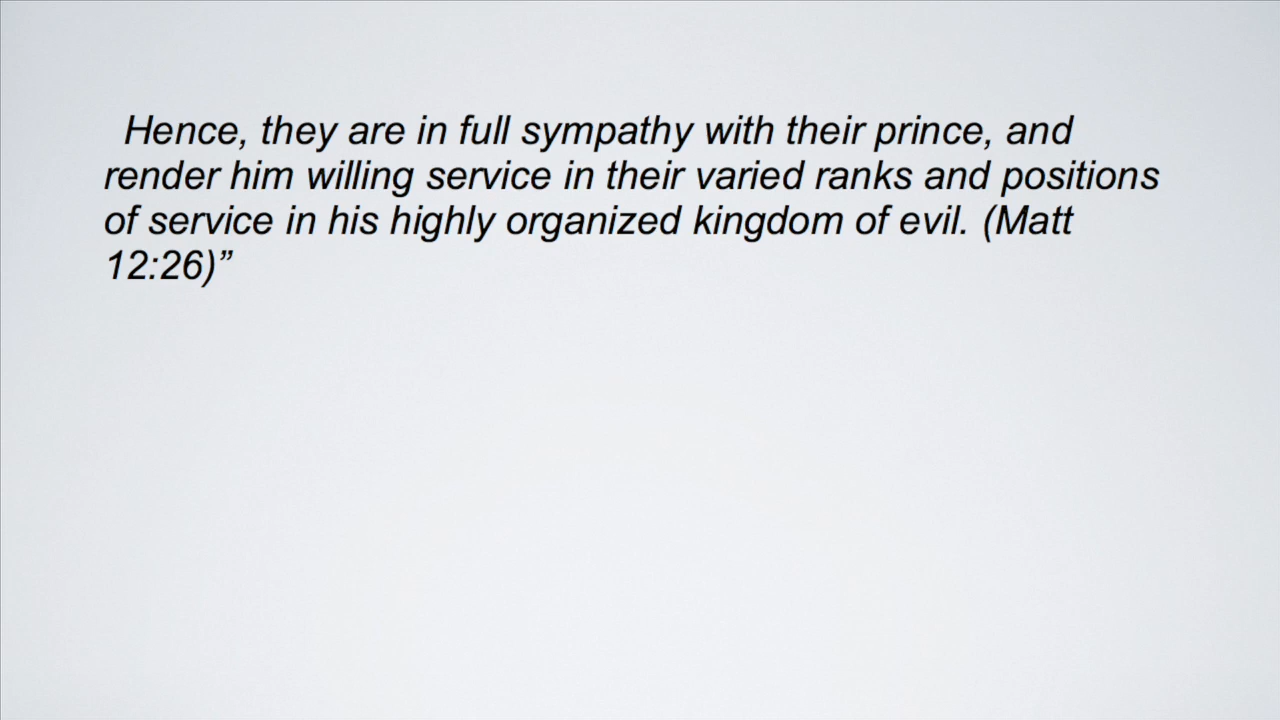 Hence, they are in full sympathy with their prince, and
render him willing service in their varied ranks and positions
of service in his highly organized kingdom of evil. (Matt
12:26)”